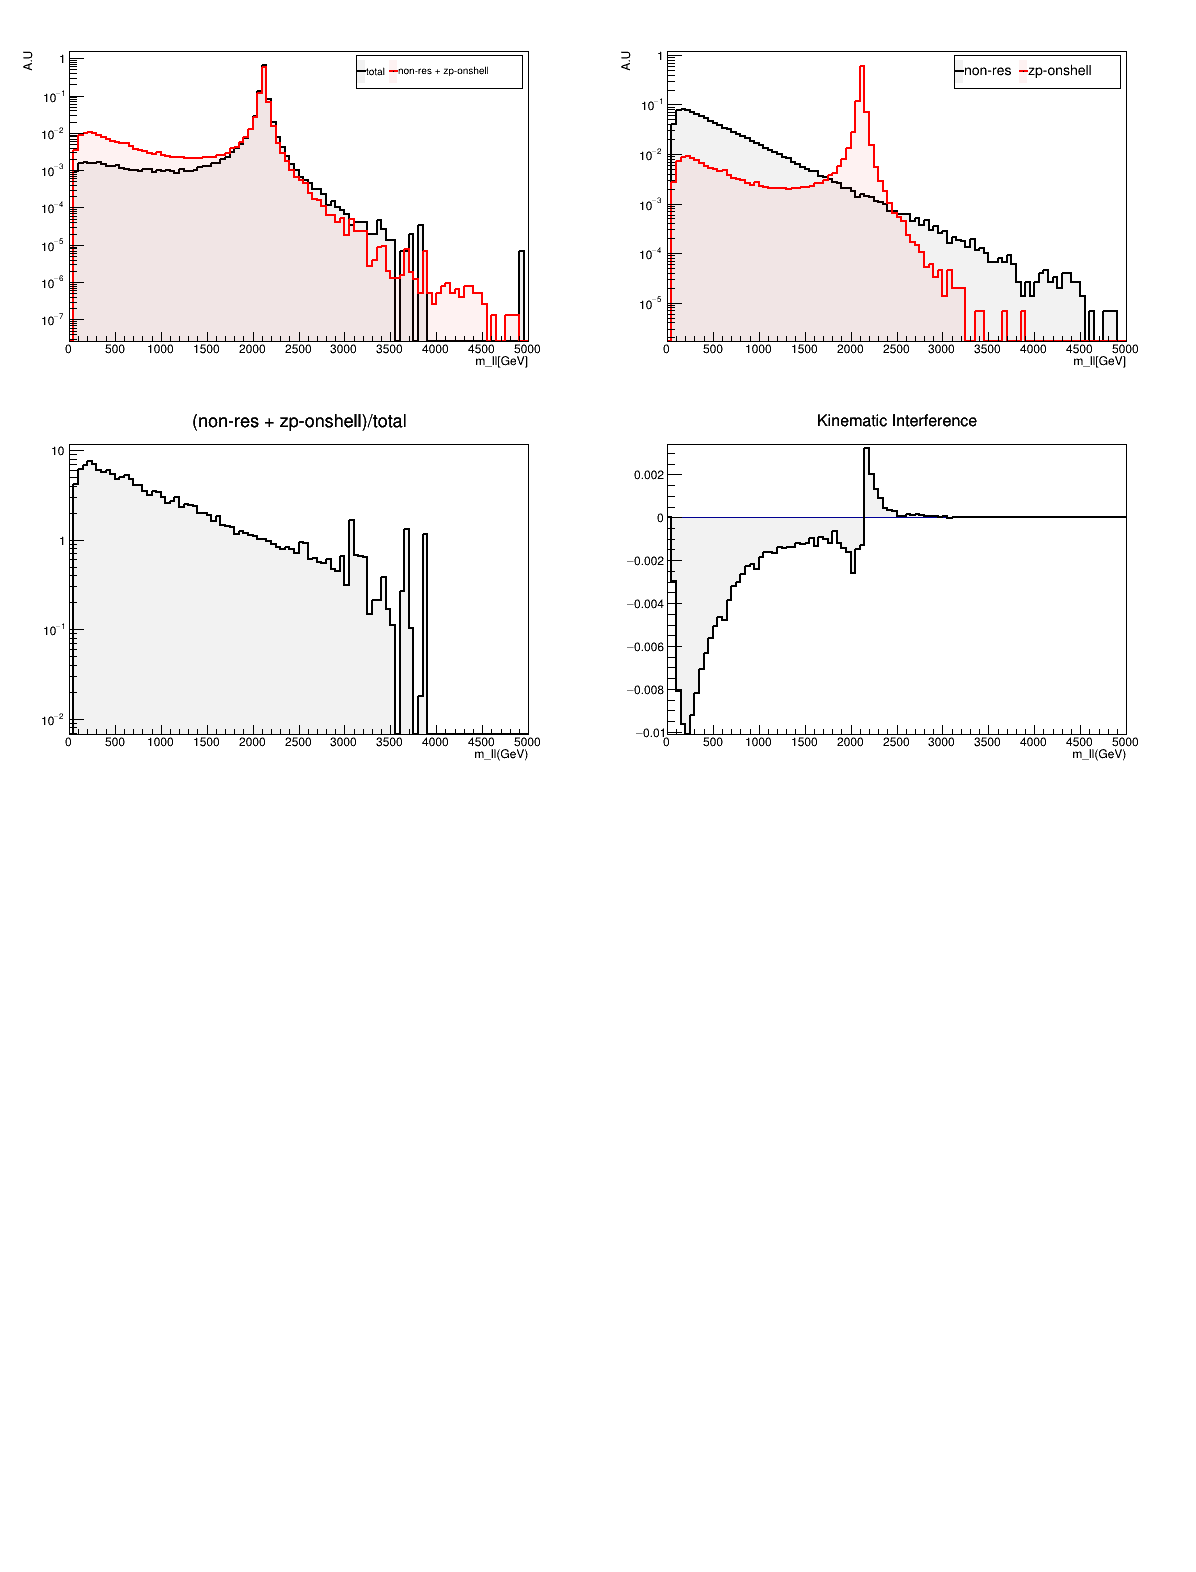 A.U
1
10−1
10−2
10−3
10−4
10−5
10−6
10−7
total
non-res + zp-onshell
0 500 1000 1500 2000 2500 3000 3500 4000 4500 5000
m_ll[GeV]
A.U
1
10−1
10−2
10−3
10−4
10−5
non-res
zp-onshell
0 500 1000 1500 2000 2500 3000 3500 4000 4500 5000
m_ll[GeV]
(non-res + zp-onshell)/total
10
1
10−1
10−2
0 500 1000 1500 2000 2500 3000 3500 4000 4500 5000
m_ll(GeV)
Kinematic Interference
0.002
0
−0.002
−0.004
−0.006
−0.008
−0.01
0 500 1000 1500 2000 2500 3000 3500 4000 4500 5000
m_ll(GeV)